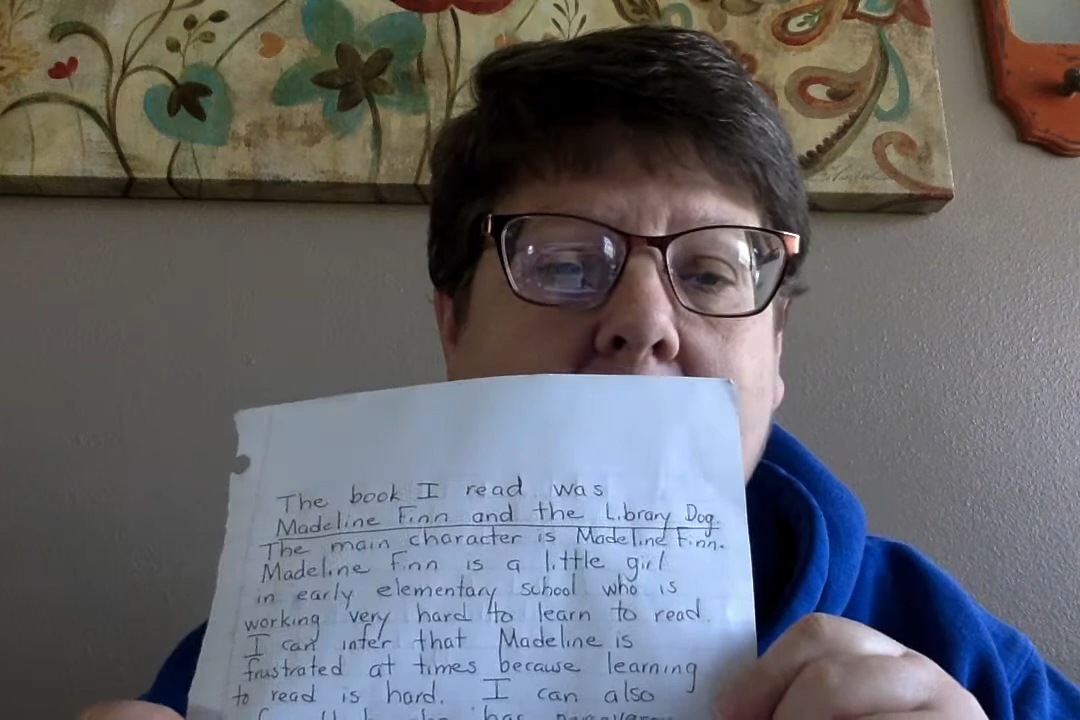 The book I read was
Madeline Finn and the Library Dog.
The main character is Madeline Finn.
Madeline Finn is a little girl
in early elementary school who is
working very hard to learn to read.
I can infer that Madeline is
frustrated at times because learning
to read is hard. I can also